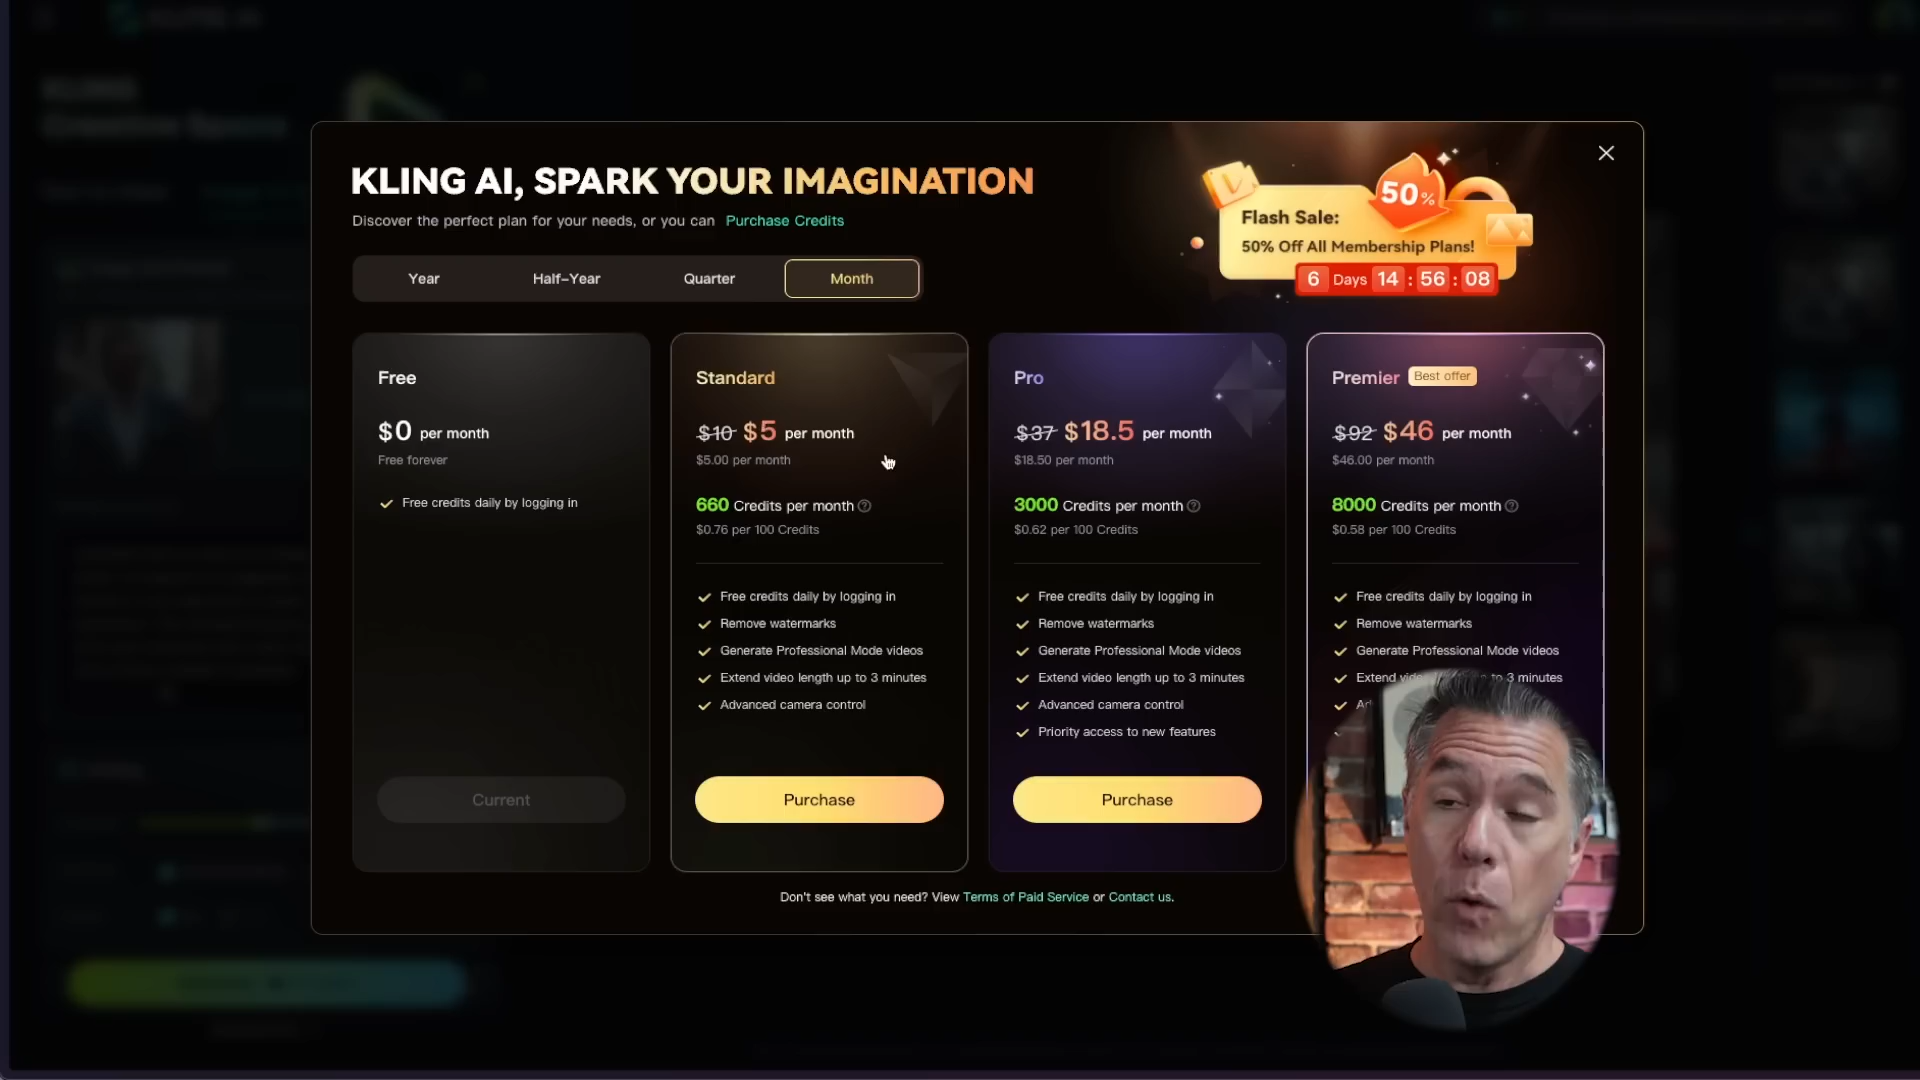 KLING AI, SPARK YOUR IMAGINATION
Discover the perfect plan for your needs, or you can Purchase Credits
Flash Sale:
50%
50% Off All Membership Plans!
6 Days 14 : 56 : 08
Year
Half-Year
Quarter
Month
Free
$0 per month
Free forever
Free credits daily by logging in
Current
Standard
$10 $5 per month
$5.00 per month
660 Credits per month
$0.76 per 100 Credits
Free credits daily by logging in
Remove watermarks
Generate Professional Mode videos
Extend video length up to 3 minutes
Advanced camera control
Purchase
Pro
$37 $18.5 per month
$18.50 per month
3000 Credits per month
$0.62 per 100 Credits
Free credits daily by logging in
Remove watermarks
Generate Professional Mode videos
Extend video length up to 3 minutes
Advanced camera control
Priority access to new features
Purchase
Premier Best offer
$92 $46 per month
$46.00 per month
8000 Credits per month
$0.58 per 100 Credits
Free credits daily by logging in
Remove watermarks
Generate Professional Mode videos
Extend to 3 minutes
Don't see what you need? View Terms of Paid Service or Contact us.